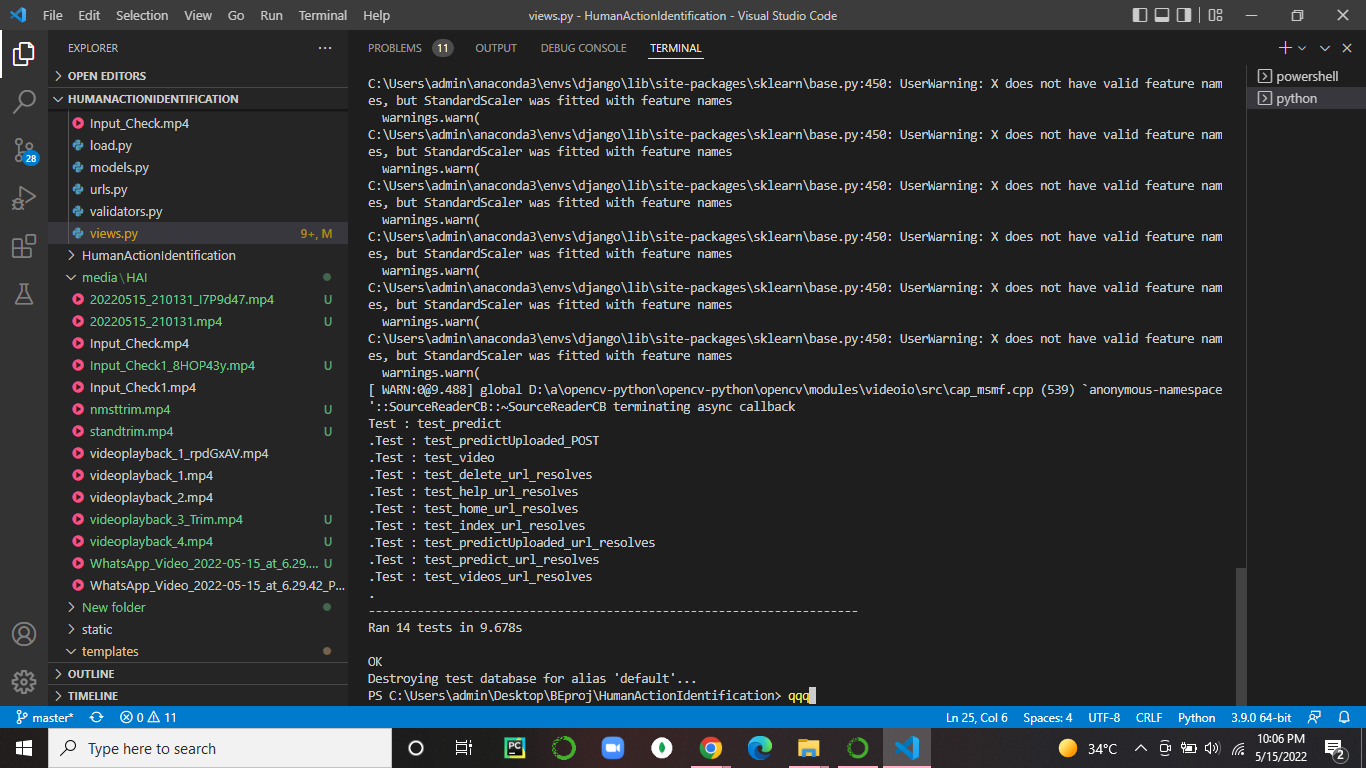 File Edit Selection View Go Run Terminal Help
views.py - HumanActionIdentification - Visual Studio Code
EXPLORER
OPEN EDITORS
HUMANACTIONIDENTIFICATION
Input_Check.mp4
load.py
models.py
urls.py
validators.py
views.py 9+, M
HumanActionIdentification
media\HAI
20220515_210131_I7P9d47.mp4 U
20220515_210131.mp4 U
Input_Check.mp4
Input_Check1_8HOP43y.mp4 U
Input_Check1.mp4
nmsttrim.mp4 U
standtrim.mp4 U
videoplayback_1_rpdGxAV.mp4
videoplayback_1.mp4
videoplayback_2.mp4
videoplayback_3_Trim.mp4 U
videoplayback_4.mp4 U
WhatsApp_Video_2022-05-15_at_6.29.... U
WhatsApp_Video_2022-05-15_at_6.29.42_P...
New folder
static
templates
OUTLINE
TIMELINE
28
PROBLEMS 11 OUTPUT DEBUG CONSOLE TERMINAL
C:\Users\admin\anaconda3\envs\django\lib\site-packages\sklearn\base.py:450: UserWarning: X does not have valid feature nam
es, but StandardScaler was fitted with feature names
warnings.warn(
C:\Users\admin\anaconda3\envs\django\lib\site-packages\sklearn\base.py:450: UserWarning: X does not have valid feature nam
es, but StandardScaler was fitted with feature names
warnings.warn(
C:\Users\admin\anaconda3\envs\django\lib\site-packages\sklearn\base.py:450: UserWarning: X does not have valid feature nam
es, but StandardScaler was fitted with feature names
warnings.warn(
C:\Users\admin\anaconda3\envs\django\lib\site-packages\sklearn\base.py:450: UserWarning: X does not have valid feature nam
es, but StandardScaler was fitted with feature names
warnings.warn(
C:\Users\admin\anaconda3\envs\django\lib\site-packages\sklearn\base.py:450: UserWarning: X does not have valid feature nam
es, but StandardScaler was fitted with feature names
warnings.warn(
C:\Users\admin\anaconda3\envs\django\lib\site-packages\sklearn\base.py:450: UserWarning: X does not have valid feature nam
es, but StandardScaler was fitted with feature names
warnings.warn(
[ WARN:0@9.488] global D:\a\opencv-python\opencv-python\opencv\modules\videoio\src\cap_msmf.cpp (539) `anonymous-namespace
'::SourceReaderCB::~SourceReaderCB terminating async callback
Test : test_predict
.Test : test_predictUploaded_POST
.Test : test_video
.Test : test_delete_url_resolves
.Test : test_help_url_resolves
.Test : test_home_url_resolves
.Test : test_index_url_resolves
.Test : test_predictUploaded_url_resolves
.Test : test_predict_url_resolves
.Test : test_videos_url_resolves
.
----------------------------------------------------------------------
Ran 14 tests in 9.678s
OK
Destroying test database for alias 'default'...
PS C:\Users\admin\Desktop\BEproj\HumanActionIdentification> qqq
powershell
python
master* 0 11
Ln 25, Col 6 Spaces: 4 UTF-8 CRLF Python 3.9.0 64-bit
Type here to search
PC
34°C
10:06 PM
5/15/2022
2